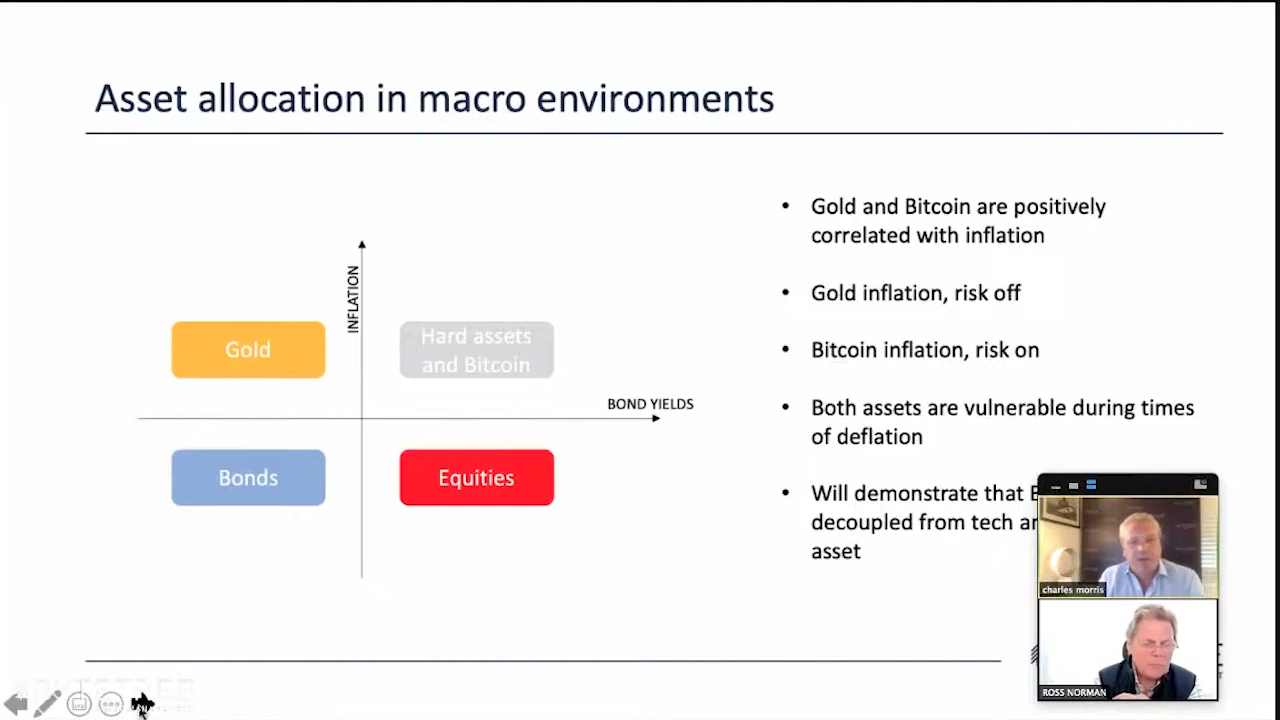 Asset allocation in macro environments
Gold and Bitcoin are positively
correlated with inflation
Gold inflation, risk off
Bitcoin inflation, risk on
Both assets are vulnerable during times
of deflation
Will demonstrate that
decoupled from tech
asset
INFLATION
Gold
Hard assets
and Bitcoin
BOND YIELDS
Bonds
Equities
charles morris
ROSS NORMAN